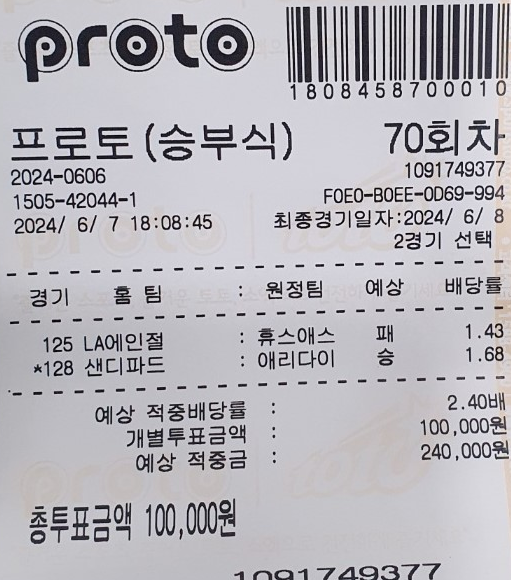 proto
1808458700010
프로토(승부식) 70회차
2024-0606 1091749377
1505-42044-1 F0E0-B0EE-0D69-994
2024/ 6/ 7 18:08:45 최종경기일자:2024/ 6/ 8
2경기 선택
경기 홈 팀 : 원정팀 예상 배당률
125 LA에인절 : 휴스애스 패 1.43
*128 샌디파드 : 애리다이 승 1.68
예상 적중배당률 : 2.40배
개별투표금액 : 100,000원
예상 적중금 : 240,000원
총투표금액 100,000원
1091749377